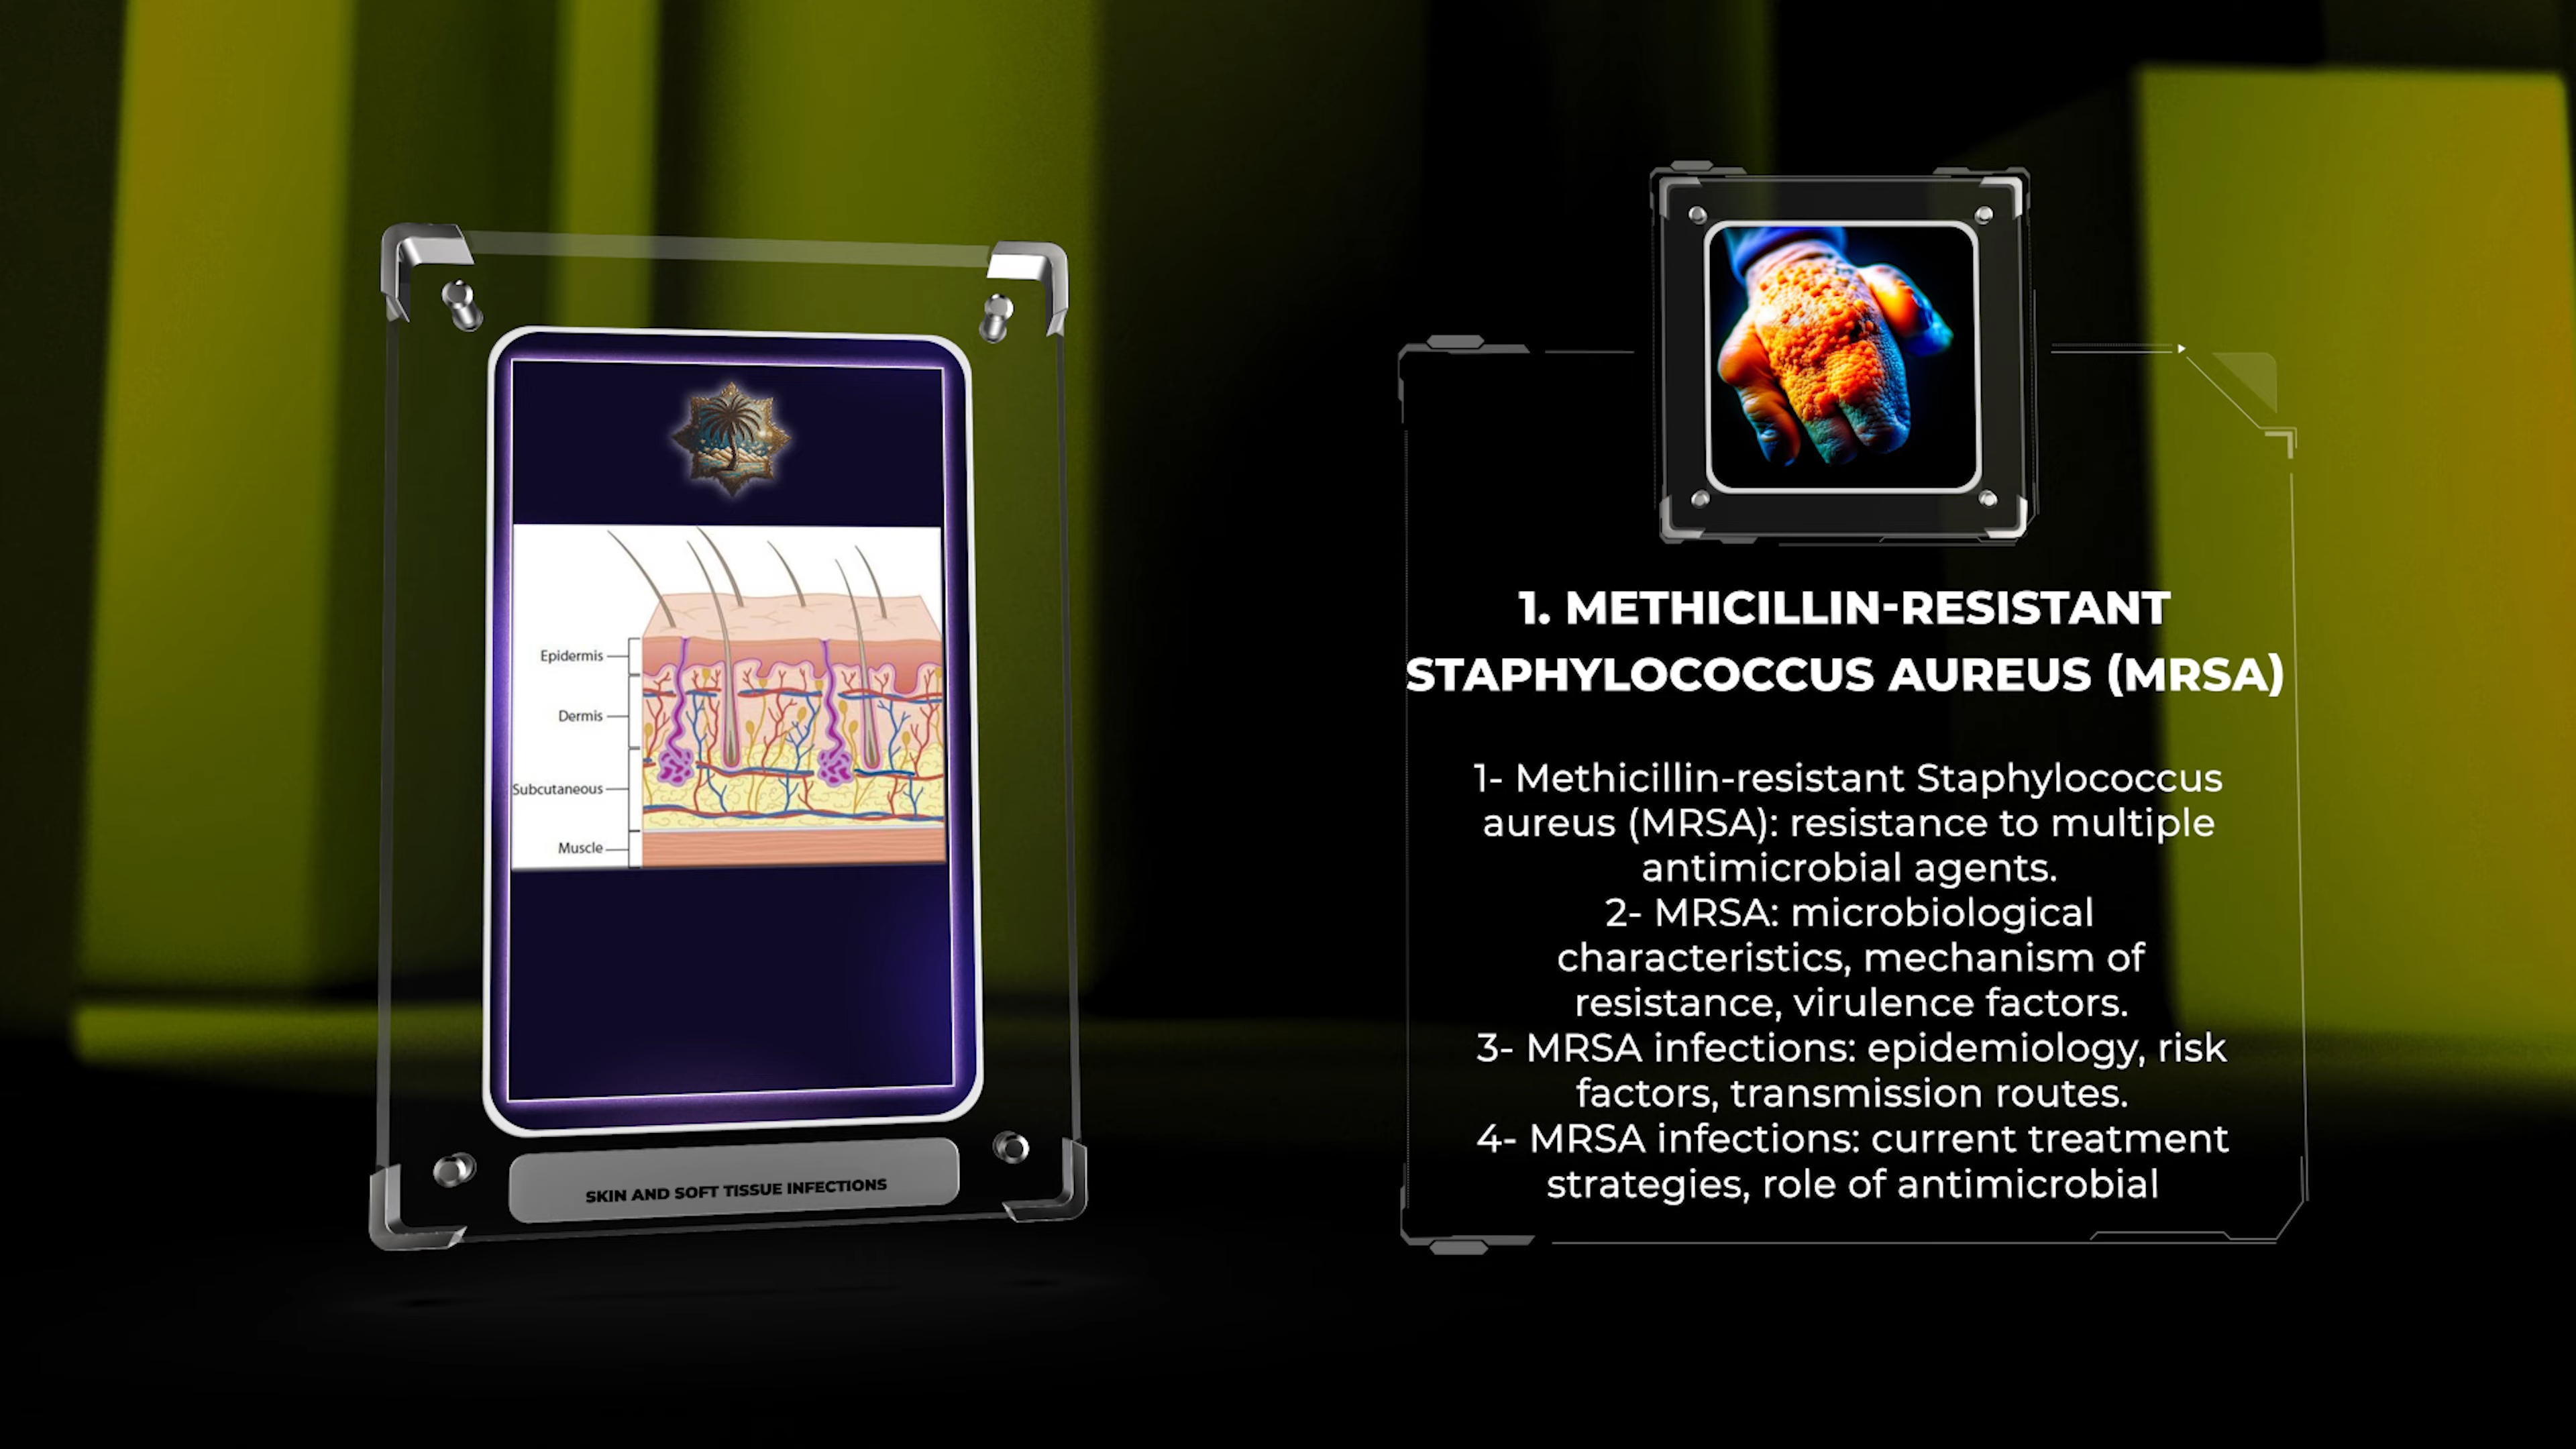 Epidermis
Dermis
Subcutaneous
Muscle
SKIN AND SOFT TISSUE INFECTIONS
1. METHICILLIN-RESISTANT
STAPHYLOCOCCUS AUREUS (MRSA)
1- Methicillin-resistant Staphylococcus
aureus (MRSA): resistance to multiple
antimicrobial agents.
2- MRSA: microbiological
characteristics, mechanism of
resistance, virulence factors.
3- MRSA infections: epidemiology, risk
factors, transmission routes.
4- MRSA infections: current treatment
strategies, role of antimicrobial